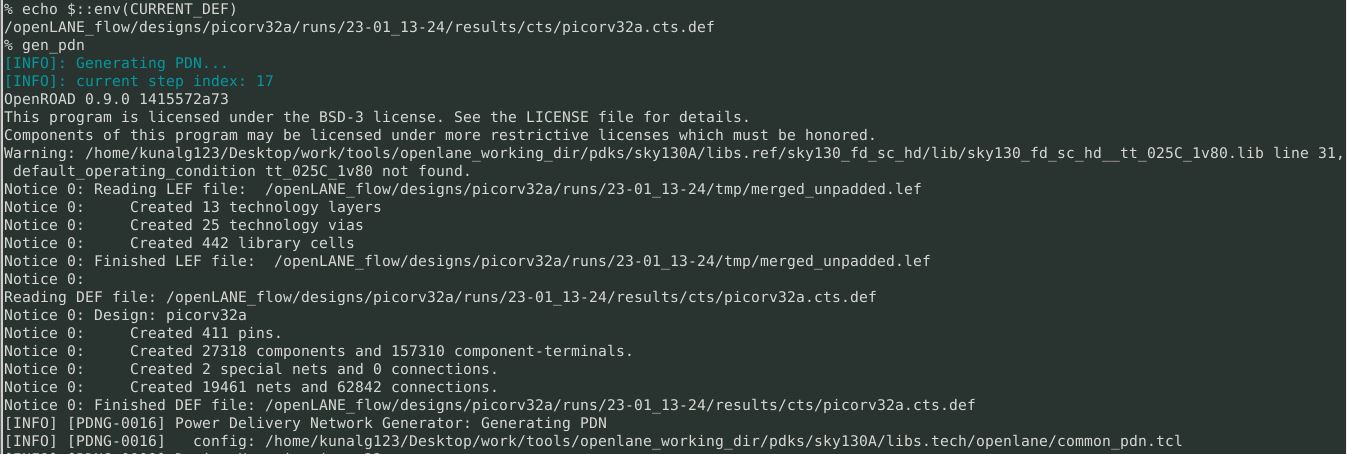 % echo $::env(CURRENT_DEF)
/openLANE_flow/designs/picorv32a/runs/23-01_13-24/results/cts/picorv32a.cts.def
% gen_pdn
[INFO]: Generating PDN...
[INFO]: current step index: 17
OpenROAD 0.9.0 1415572a73
This program is licensed under the BSD-3 license. See the LICENSE file for details.
Components of this program may be licensed under more restrictive licenses which must be honored.
Warning: /home/kunalg123/Desktop/work/tools/openlane_working_dir/pdks/sky130A/libs.ref/sky130_fd_sc_hd/lib/sky130_fd_sc_hd__tt_025C_1v80.lib line 31,
 default_operating_condition tt_025C_1v80 not found.
Notice 0: Reading LEF file:  /openLANE_flow/designs/picorv32a/runs/23-01_13-24/tmp/merged_unpadded.lef
Notice 0:     Created 13 technology layers
Notice 0:     Created 25 technology vias
Notice 0:     Created 442 library cells
Notice 0: Finished LEF file:  /openLANE_flow/designs/picorv32a/runs/23-01_13-24/tmp/merged_unpadded.lef
Notice 0:
Reading DEF file: /openLANE_flow/designs/picorv32a/runs/23-01_13-24/results/cts/picorv32a.cts.def
Notice 0: Design: picorv32a
Notice 0:     Created 411 pins.
Notice 0:     Created 27318 components and 157310 component-terminals.
Notice 0:     Created 2 special nets and 0 connections.
Notice 0:     Created 19461 nets and 62842 connections.
Notice 0: Finished DEF file: /openLANE_flow/designs/picorv32a/runs/23-01_13-24/results/cts/picorv32a.cts.def
[INFO] [PDNG-0016] Power Delivery Network Generator: Generating PDN
[INFO] [PDNG-0016]   config: /home/kunalg123/Desktop/work/tools/openlane_working_dir/pdks/sky130A/libs.tech/openlane/common_pdn.tcl